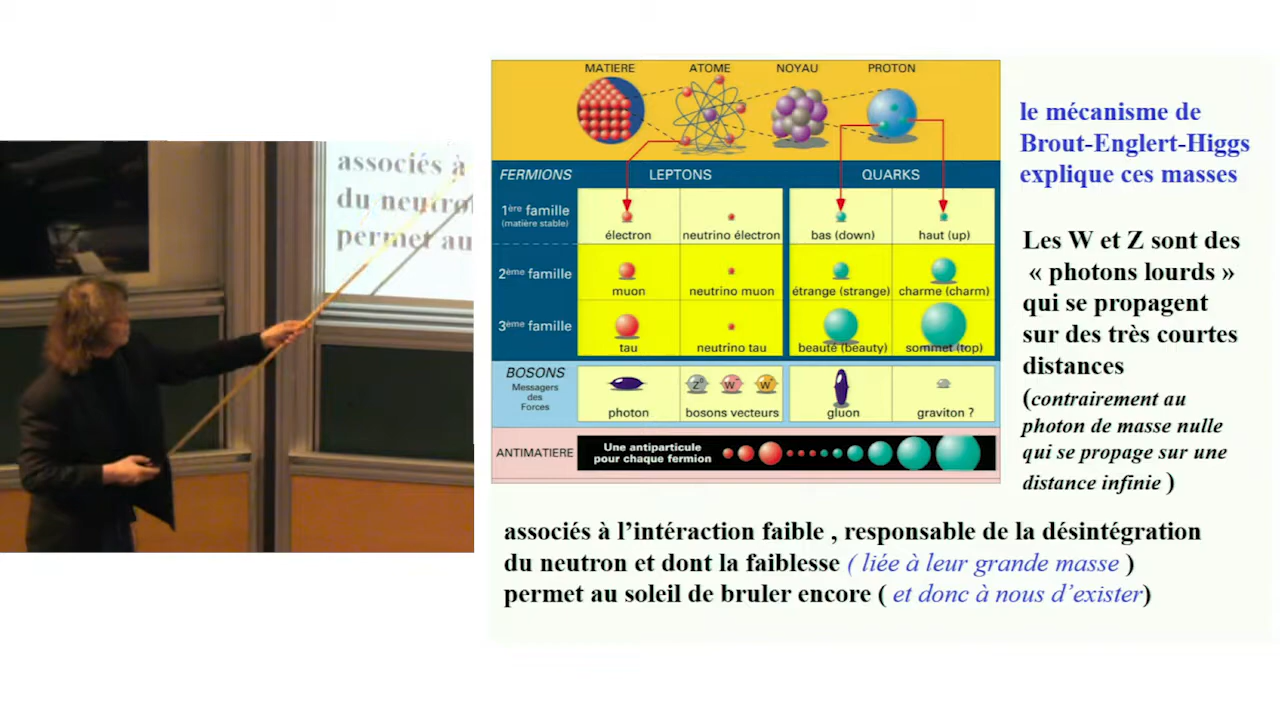 associés à
du neutro
permet au
MATIERE ATOME NOYAU PROTON
FERMIONS LEPTONS QUARKS
1ère famille
(matière stable)
électron neutrino électron bas (down) haut (up)
2ème famille
muon neutrino muon étrange (strange) charme (charm)
3ème famille
tau neutrino tau beauté (beauty) sommet (top)
BOSONS
Messagers
des
Forces
Z° W⁻ W⁺
photon bosons vecteurs gluon graviton ?
ANTIMATIERE
Une antiparticule
pour chaque fermion
le mécanisme de
Brout-Englert-Higgs
explique ces masses
Les W et Z sont des
« photons lourds »
qui se propagent
sur des très courtes
distances
(contrairement au
photon de masse nulle
qui se propage sur une
distance infinie )
associés à l’intéraction faible , responsable de la désintégration
du neutron et dont la faiblesse ( liée à leur grande masse )
permet au soleil de bruler encore ( et donc à nous d’exister)